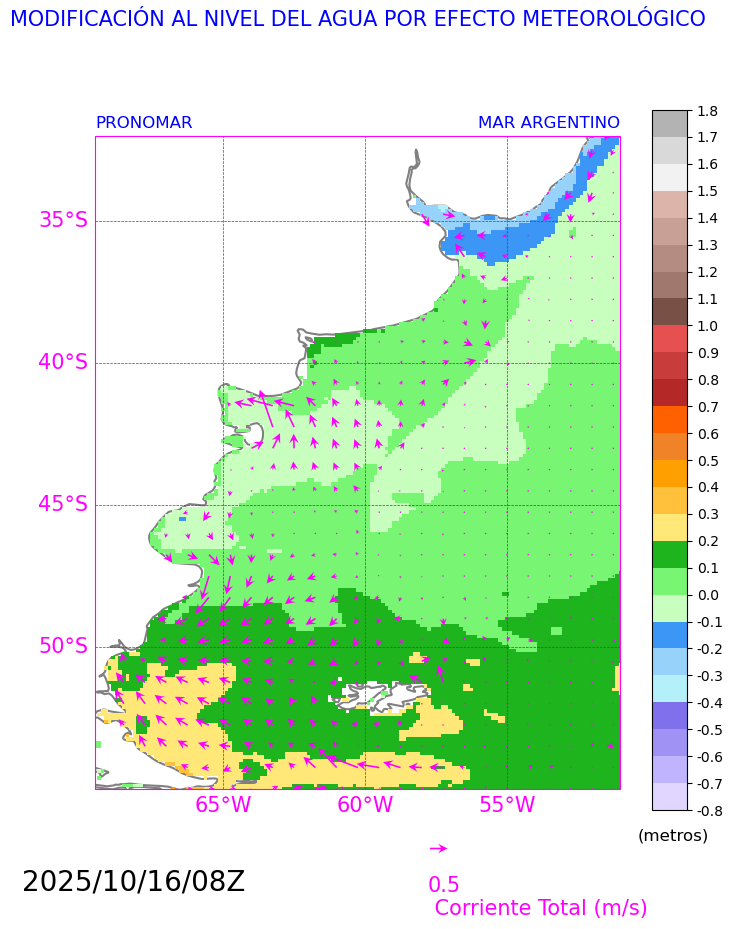 MODIFICACIÓN AL NIVEL DEL AGUA POR EFECTO METEOROLÓGICO
PRONOMAR
MAR ARGENTINO
35°S
40°S
45°S
50°S
65°W
60°W
55°W
1.8
1.7
1.6
1.5
1.4
1.3
1.2
1.1
1.0
0.9
0.8
0.7
0.6
0.5
0.4
0.3
0.2
0.1
0.0
-0.1
-0.2
-0.3
-0.4
-0.5
-0.6
-0.7
-0.8
(metros)
2025/10/16/08Z
0.5
Corriente Total (m/s)